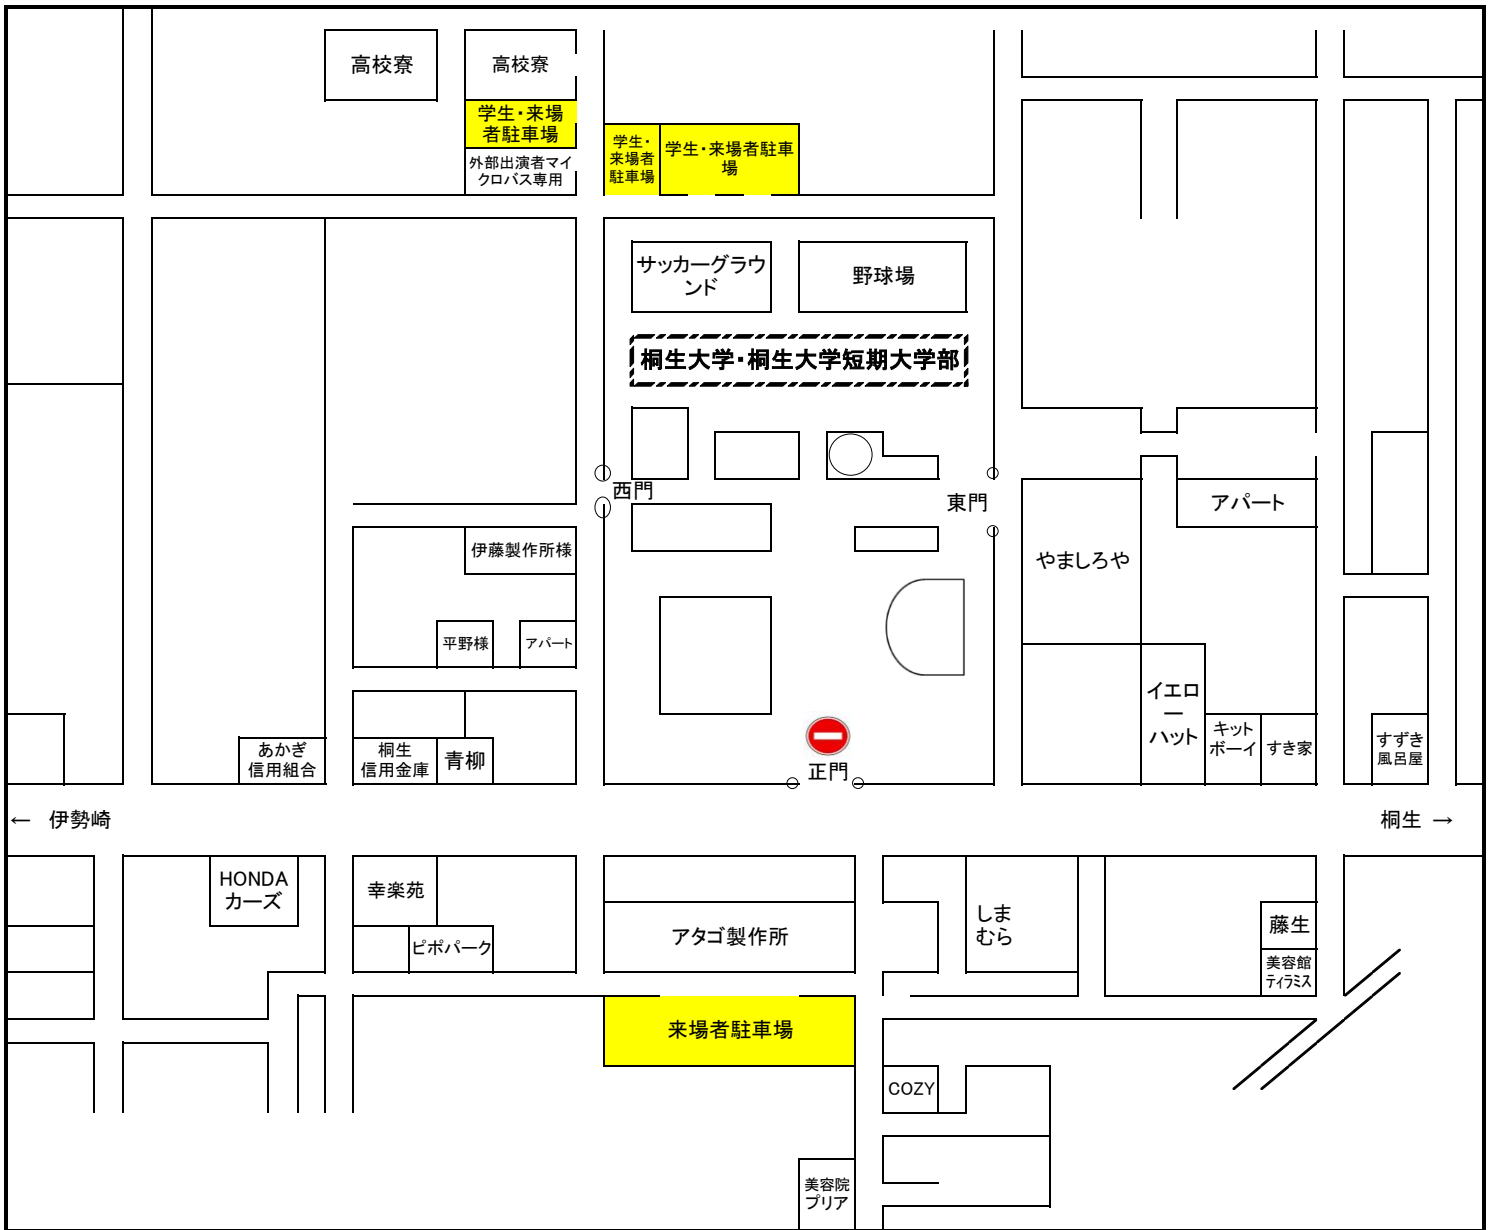 高校寮
高校寮
学生・来場
者駐車場
外部出演者マイ
クロバス専用
学生・
来場者
駐車場
学生・来場者駐車
場
サッカーグラウ
ンド
野球場
桐生大学・桐生大学短期大学部
西門
東門
アパート
伊藤製作所様
やましろや
平野様
アパート
イエロ
ー
ハット
キット
ボーイ
すき家
すずき
風呂屋
あかぎ
信用組合
桐生
信用金庫
青柳
正門
← 伊勢崎
桐生 →
HONDA
カーズ
幸楽苑
ピポパーク
アタゴ製作所
しま
むら
藤生
美容館
ティラミス
来場者駐車場
COZY
美容院
プリア